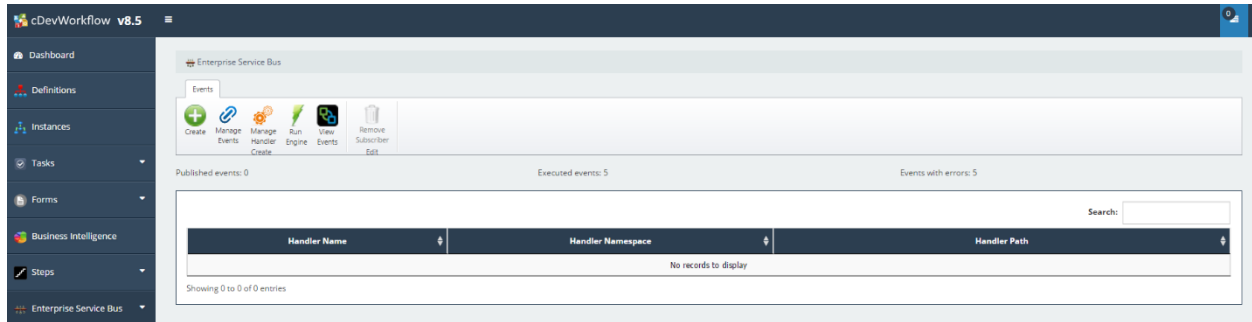 cDevWorkflow v8.5
0
Dashboard
Definitions
Instances
Tasks
Forms
Business Intelligence
Steps
Enterprise Service Bus
Enterprise Service Bus
Events
Create
Manage Events
Manage Handler
Run Engine
View Events
Create
Remove Subscriber
Edit
Published events: 0
Executed events: 5
Events with errors: 5
Search:
Handler Name
Handler Namespace
Handler Path
No records to display
Showing 0 to 0 of 0 entries